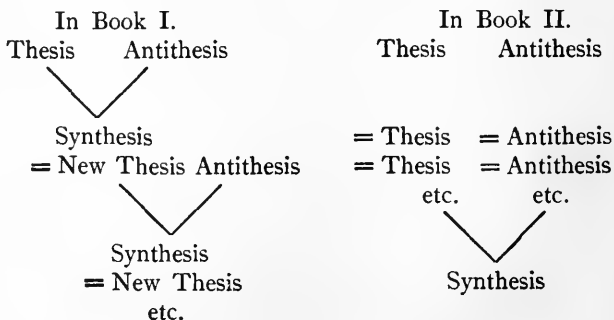 In Book I.
Thesis Antithesis
Synthesis
= New Thesis Antithesis
Synthesis
= New Thesis
etc.
In Book II.
Thesis Antithesis
= Thesis = Antithesis
= Thesis = Antithesis
etc. etc.
Synthesis